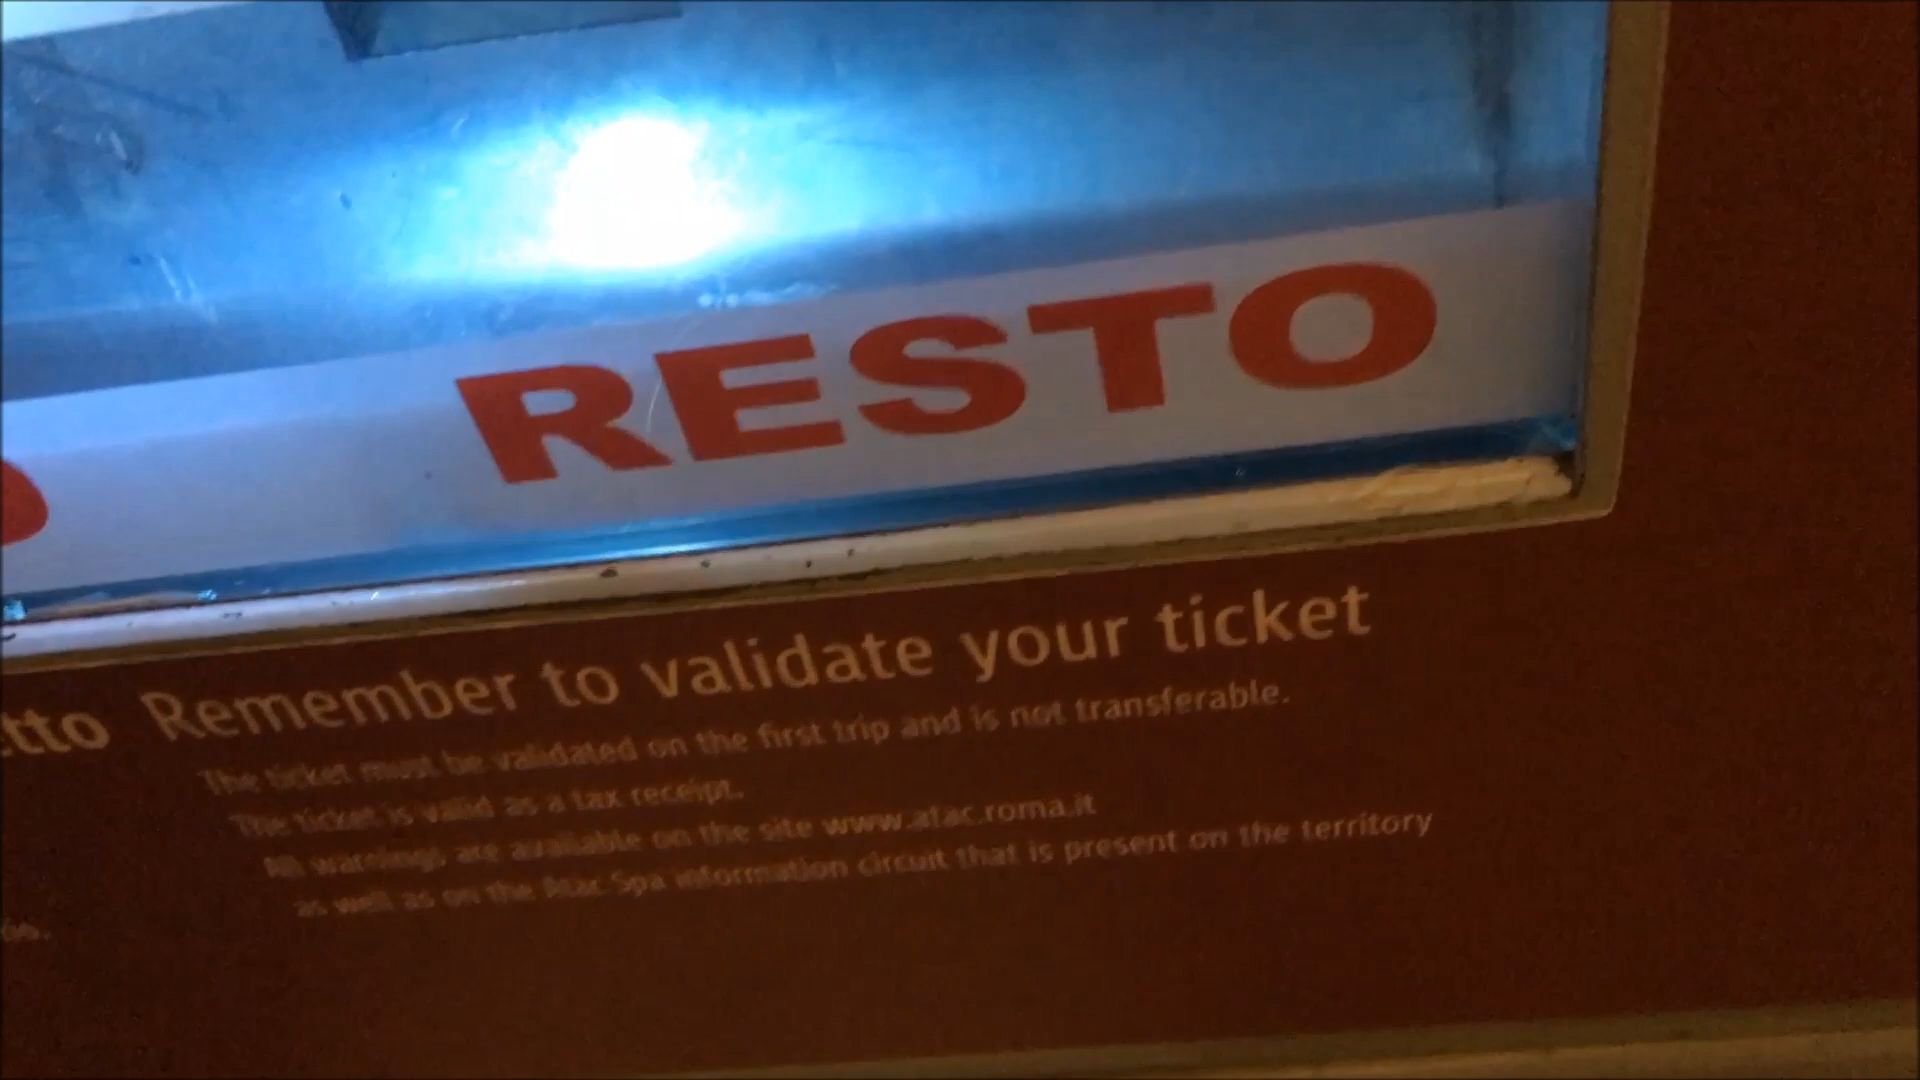 RESTO
Remember to validate your ticket
The ticket must be validated on the first trip and is not transferable.
The ticket is valid as a tax receipt.
All warnings are available on the site www.atac.roma.it
as well as on the Atac Spa information circuit that is present on the territory